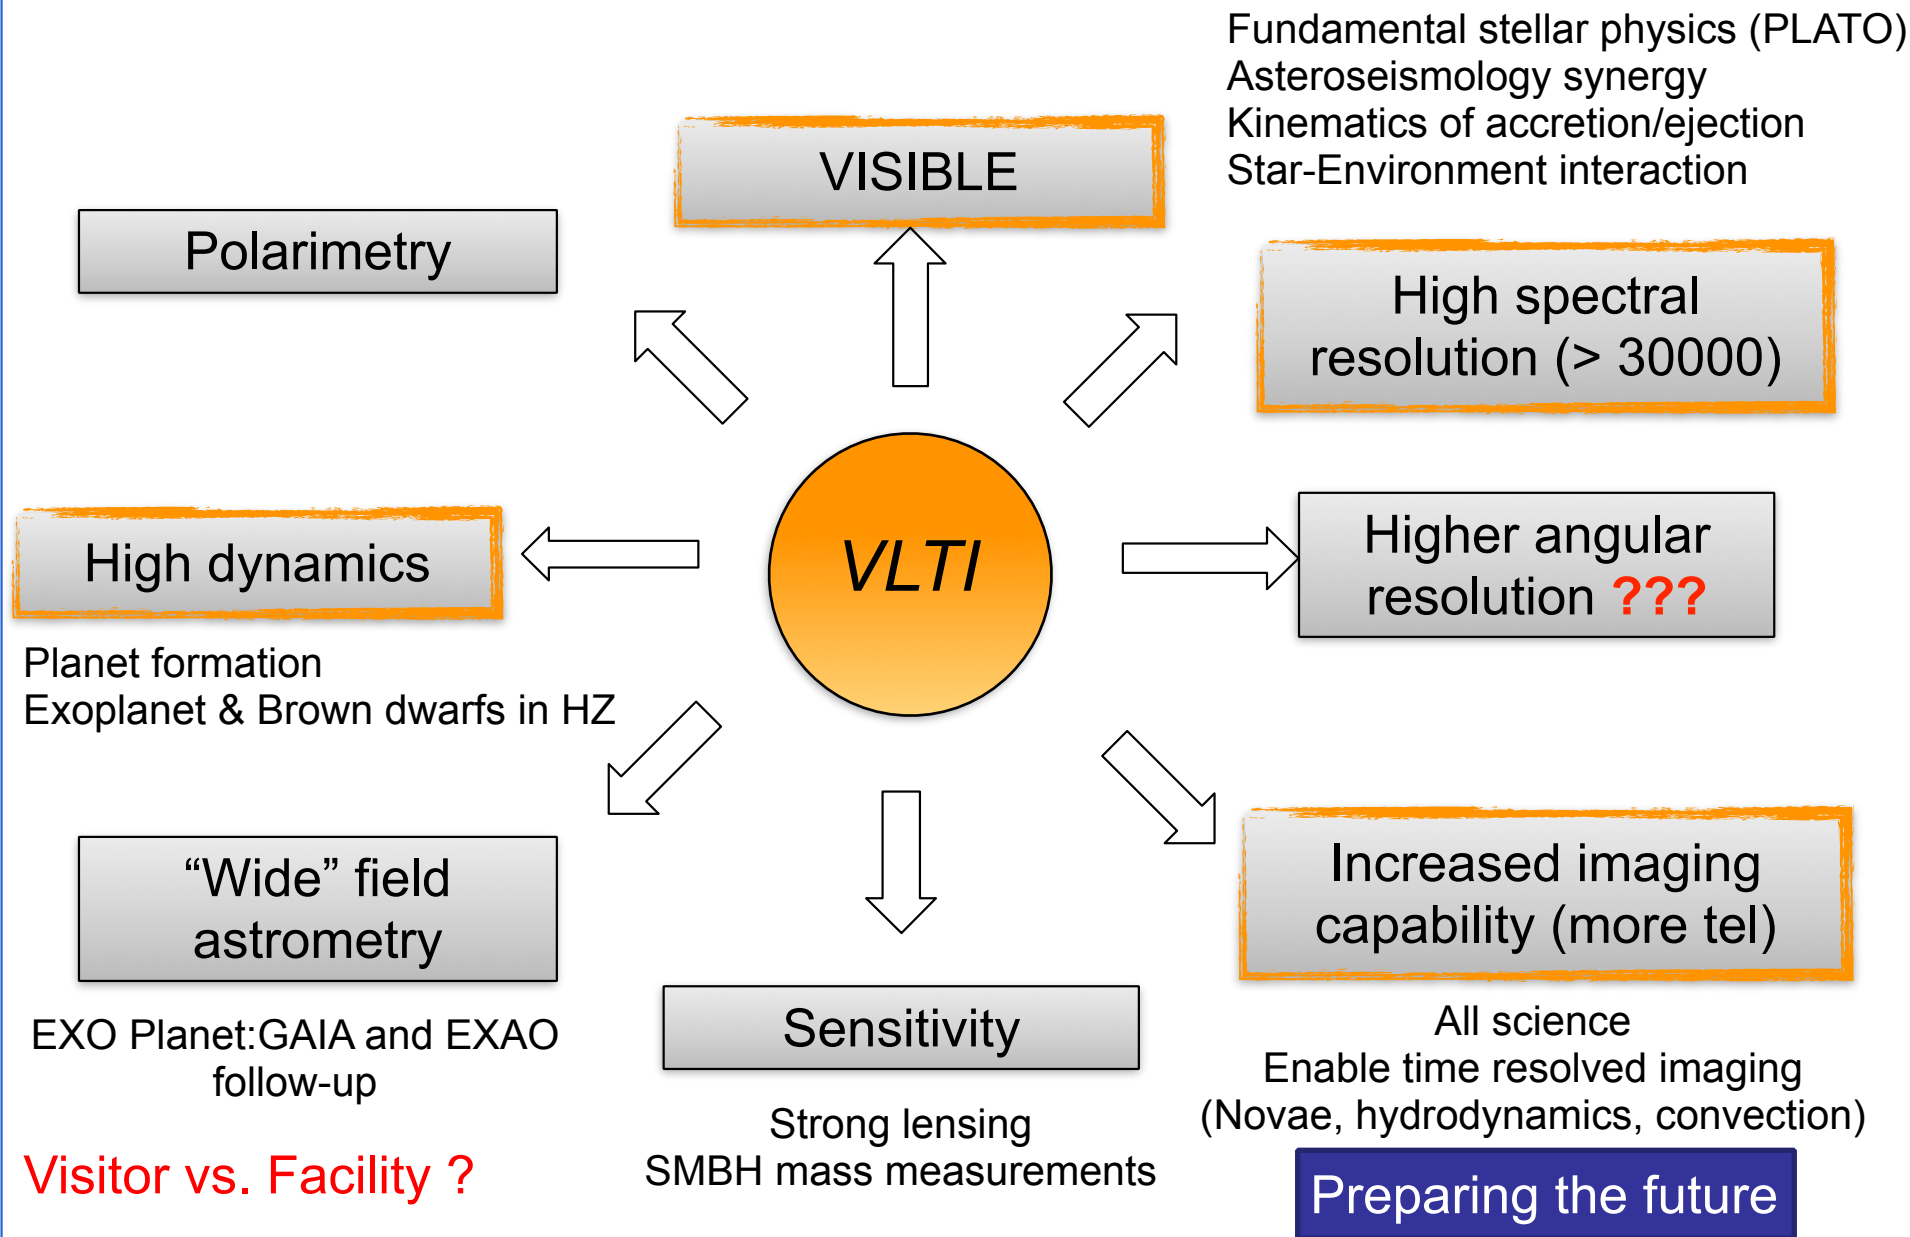 Fundamental stellar physics (PLATO)
Asteroseismology synergy
Kinematics of accretion/ejection
Star-Environment interaction
VISIBLE
Polarimetry
High spectral
resolution (> 30000)
High dynamics
Planet formation
Exoplanet & Brown dwarfs in HZ
VLTI
Higher angular
resolution ???
“Wide” field
astrometry
EXO Planet:GAIA and EXAO
follow-up
Sensitivity
Strong lensing
SMBH mass measurements
Increased imaging
capability (more tel)
All science
Enable time resolved imaging
(Novae, hydrodynamics, convection)
Visitor vs. Facility ?
Preparing the future